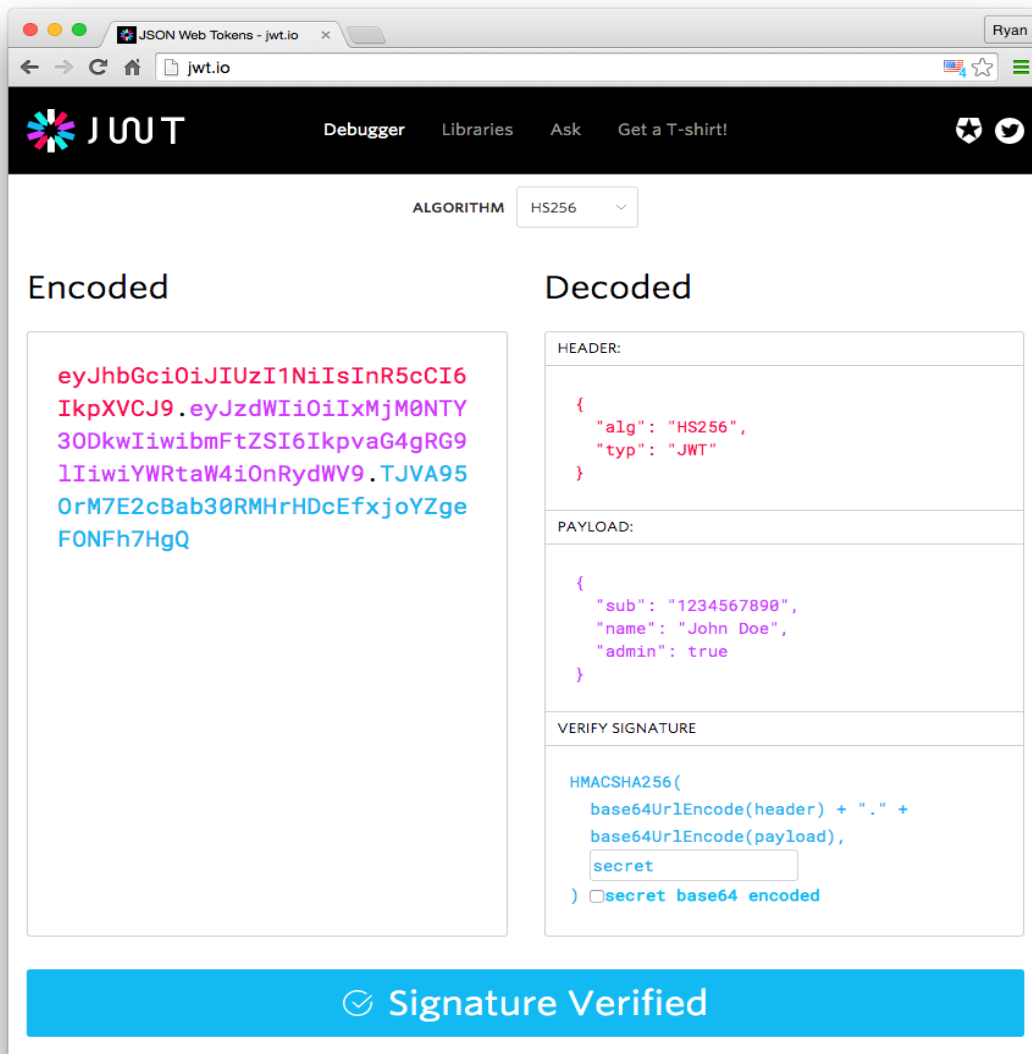 JSON Web Tokens - jwt.io
Ryan
jwt.io
4
JWT
Debugger Libraries Ask Get a T-shirt!
ALGORITHM HS256
Encoded
eyJhbGciOiJIUzI1NiIsInR5cCI6
IkpXVCJ9.eyJzdWIiOiIxMjM0NTY
3ODkwIiwibmFtZSI6IkpvaG4gRG9
lIiwiYWRtaW4iOnRydWV9.TJVA95
OrM7E2cBab30RMHrHDcEfxjoYZge
FONFh7HgQ
Decoded
HEADER:
{
"alg": "HS256",
"typ": "JWT"
}
PAYLOAD:
{
"sub": "1234567890",
"name": "John Doe",
"admin": true
}
VERIFY SIGNATURE
HMACSHA256(
base64UrlEncode(header) + "." +
base64UrlEncode(payload),
secret
) secret base64 encoded
Signature Verified